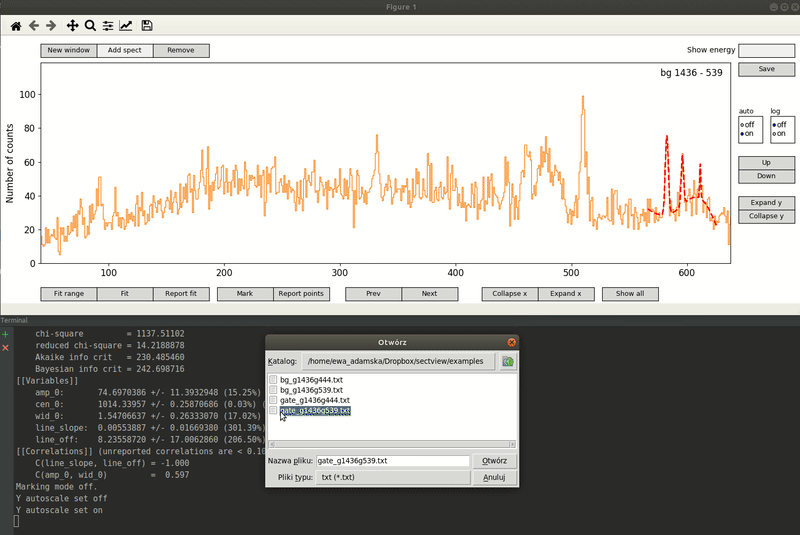 Figure 1
New window Add spect Remove
Show energy
Save
bg 1436 - 539
auto log
off off
on on
Up
Down
Expand y
Collapse y
Number of counts
100
80
60
40
20
0
100 200 300 400 500 600
Fit range Fit Report fit Mark Report points Prev Next Collapse x Expand x Show all
Terminal
chi-square = 1137.51102
reduced chi-square = 14.2188878
Akaike info crit = 230.485460
Bayesian info crit = 242.698716
[[Variables]]
amp_0: 74.6970386 +/- 11.3932948 (15.25%)
cen_0: 1014.33957 +/- 0.25870686 (0.03%) (
wid_0: 1.54706637 +/- 0.26333070 (17.02%)
line_slope: 0.00553887 +/- 0.01669380 (301.39%)
line_off: 8.23558720 +/- 17.0062860 (206.50%)
[[Correlations]] (unreported correlations are < 0.10
C(line_slope, line_off) = -1.000
C(amp_0, wid_0) = 0.597
Marking mode off.
Y autoscale set off
Y autoscale set on
Otwórz
Katalog: /home/ewa_adamska/Dropbox/sectview/examples
bg_g1436g444.txt
bg_g1436g539.txt
gate_g1436g444.txt
gate_g1436g539.txt
Nazwa pliku: gate_g1436g539.txt Otwórz
Pliki typu: txt (*.txt) Anuluj